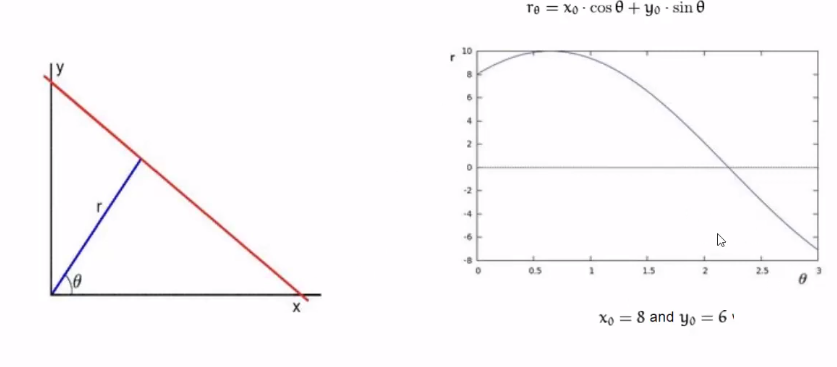 r_θ = x₀ · cos θ + y₀ · sin θ
y
r
θ
x
r
10
8
6
4
2
0
-2
-4
-6
-8
0 0.5 1 1.5 2 2.5 3
θ
x₀ = 8 and y₀ = 6